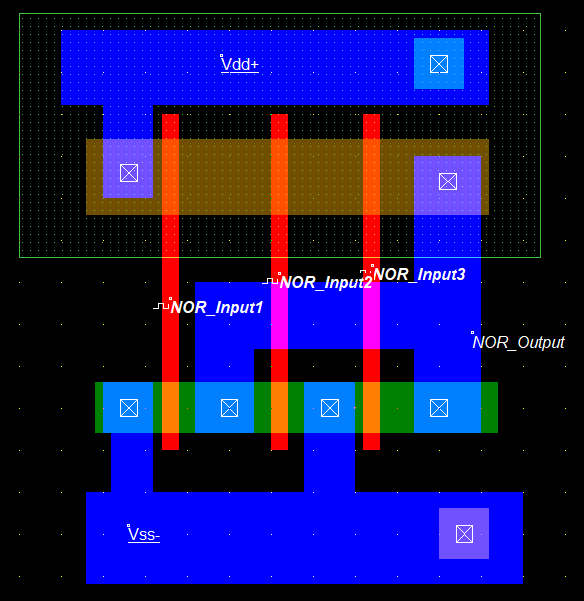 Vdd+
NOR_Input3
NOR_Input2
NOR_Input1
NOR_Output
Vss-